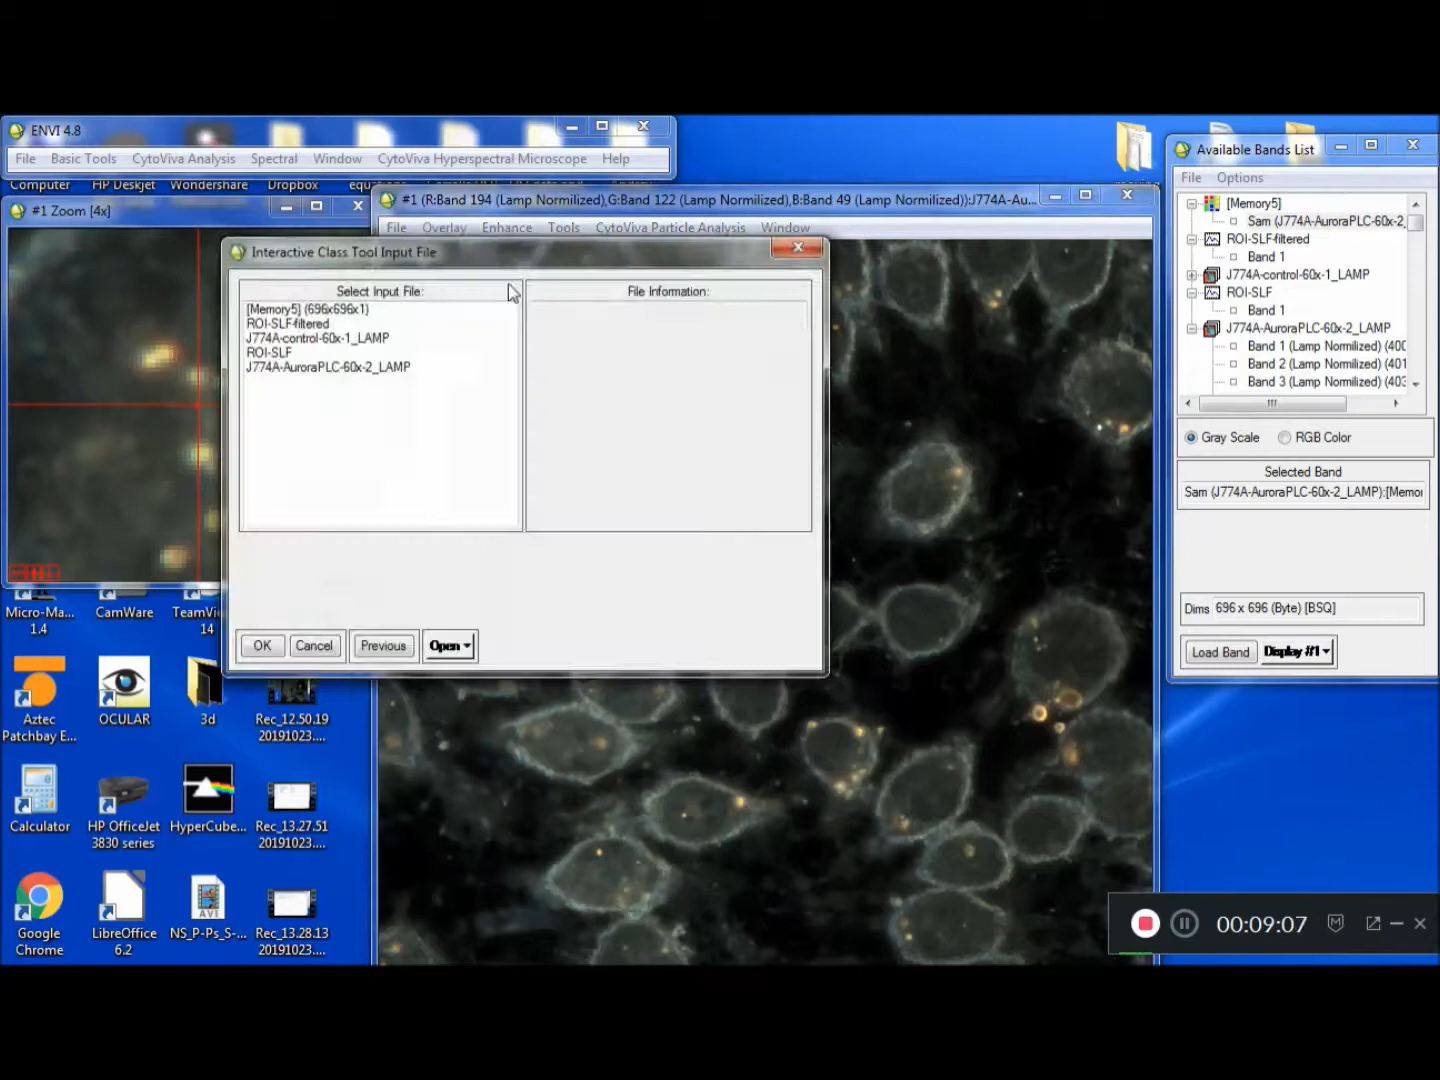 ENVI 4.8
File Basic Tools CytoViva Analysis Spectral Window CytoViva Hyperspectral Microscope Help
Computer HP Deskjet Wondershare Dropbox
#1 Zoom [4x]
#1 (R:Band 194 (Lamp Normilized),G:Band 122 (Lamp Normilized),B:Band 49 (Lamp Normilized)):J774A-Au...
File Overlay Enhance Tools CytoViva Particle Analysis Window
Interactive Class Tool Input File
Select Input File:
[Memory5] (696x696x1)
ROI-SLF-filtered
J774A-control-60x-1_LAMP
ROI-SLF
J774A-AuroraPLC-60x-2_LAMP
File Information:
OK Cancel Previous Open
Available Bands List
File Options
[Memory5]
Sam (J774A-AuroraPLC-60x-2_
ROI-SLF-filtered
Band 1
J774A-control-60x-1_LAMP
ROI-SLF
Band 1
J774A-AuroraPLC-60x-2_LAMP
Band 1 (Lamp Normilized) (400
Band 2 (Lamp Normilized) (401
Band 3 (Lamp Normilized) (403
Gray Scale RGB Color
Selected Band
Sam (J774A-AuroraPLC-60x-2_LAMP):[Memor
Dims 696 x 696 (Byte) [BSQ]
Load Band Display #1
Micro-Ma...
1.4
CamWare
TeamVi
14
Aztec
Patchbay E...
OCULAR
3d
Rec_12.50.19
20191023....
Calculator
HP OfficeJet
3830 series
HyperCube...
Rec_13.27.51
20191023....
Google
Chrome
LibreOffice
6.2
AVI
NS_P-Ps_S-...
Rec_13.28.13
20191023....
00:09:07